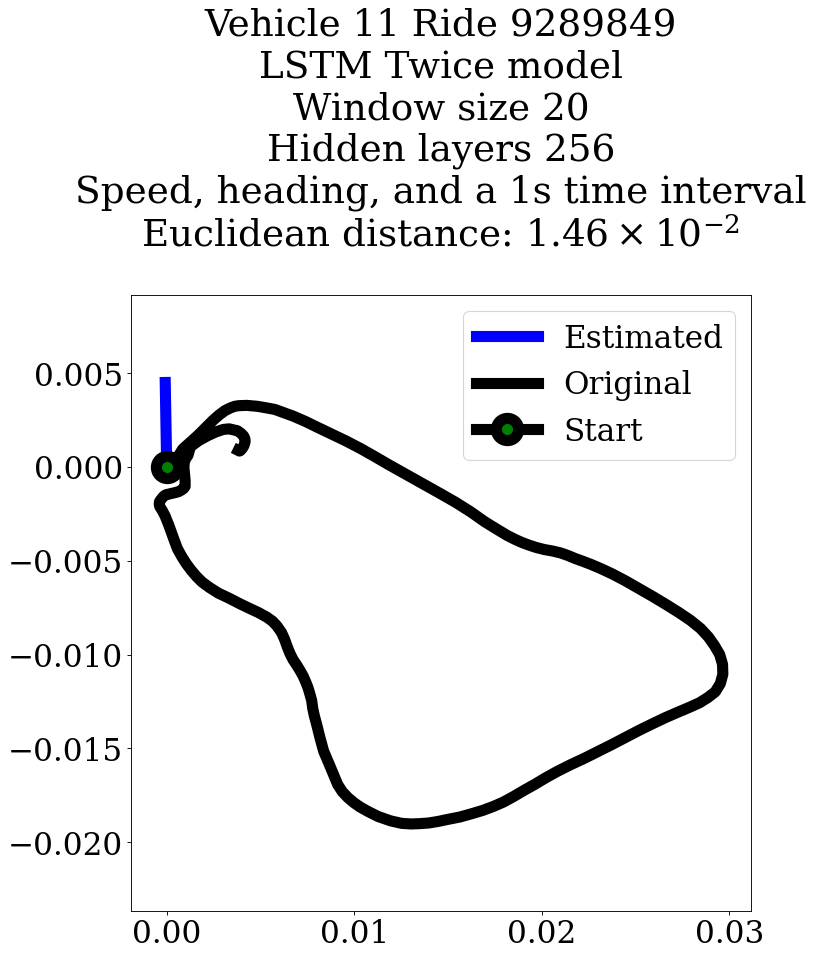 Vehicle 11 Ride 9289849
LSTM Twice model
Window size 20
Hidden layers 256
Speed, heading, and a 1s time interval
Euclidean distance: 1.46 × 10⁻²
Estimated
Original
Start
0.005
0.000
−0.005
−0.010
−0.015
−0.020
0.00 0.01 0.02 0.03